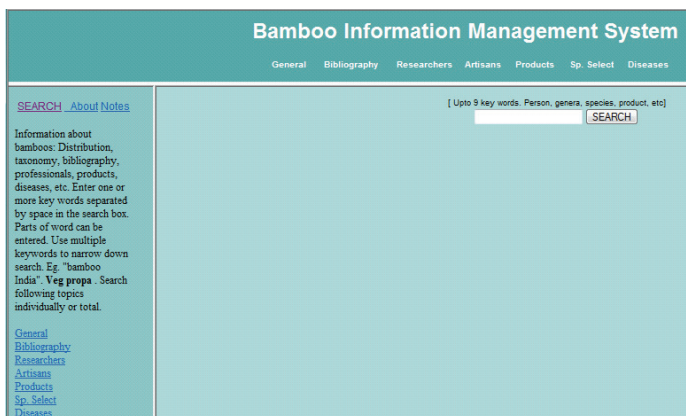 Bamboo Information Management System
General Bibliography Researchers Artisans Products Sp. Select Diseases
SEARCH About Notes
[ Upto 9 key words. Person, genera, species, product, etc]
SEARCH
Information about
bamboos: Distribution,
taxonomy, bibliography,
professionals, products,
diseases, etc. Enter one or
more key words separated
by space in the search box.
Parts of word can be
entered. Use multiple
keywords to narrow down
search. Eg. "bamboo
India". Veg propa . Search
following topics
individually or total.
General
Bibliography
Researchers
Artisans
Products
Sp. Select
Diseases